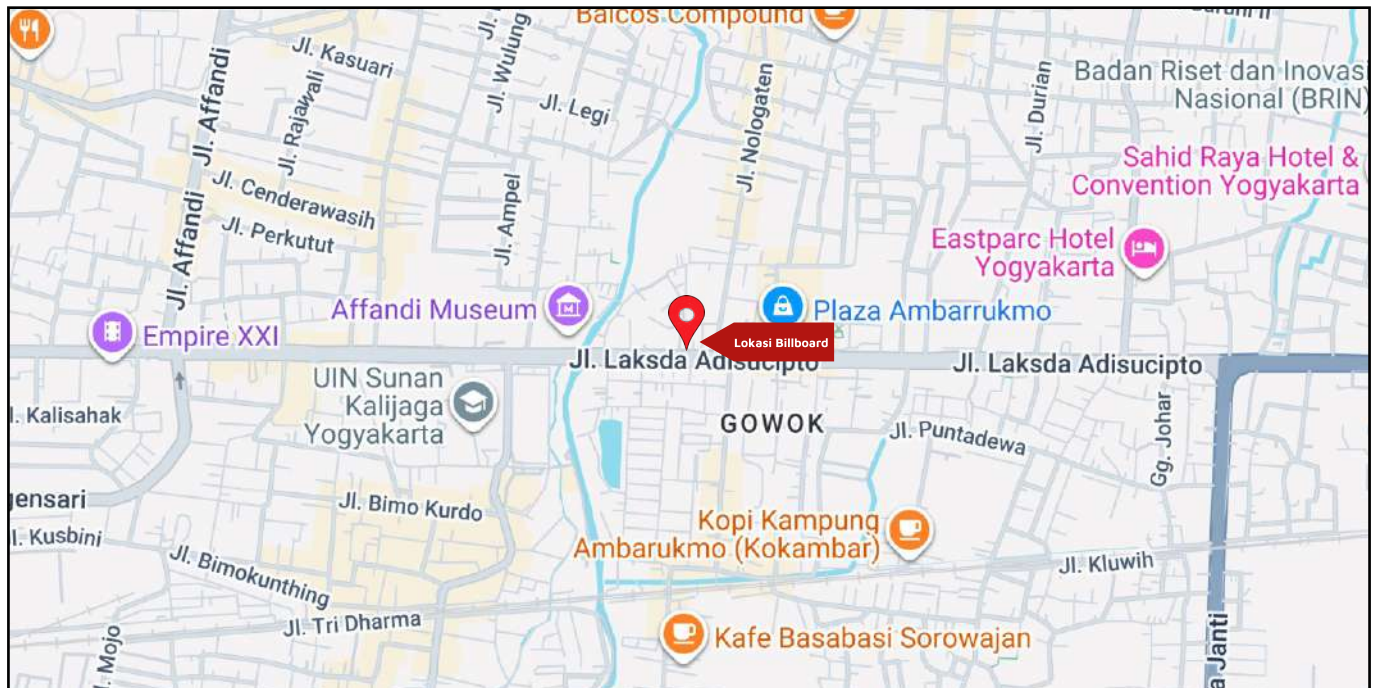 Balcos Compound
Jl. Wulung
Jl. Kasuari
Jl. Affandi
Jl. Rajawali
Jl. Legi
Jl. Nologaten
Jl. Durian
Badan Riset dan Inovasi
Nasional (BRIN)
Sahid Raya Hotel &
Convention Yogyakarta
Jl. Cenderawasih
Jl. Perkutut
Jl. Ampel
Jl. Affandi
Eastparc Hotel
Yogyakarta
Affandi Museum
Plaza Ambarrukmo
Empire XXI
Lokasi Billboard
Jl. Laksda Adisucipto
Jl. Laksda Adisucipto
UIN Sunan
Kalijaga
Yogyakarta
l. Kalisahak
GOWOK
Jl. Puntadewa
Gg. Johar
gensari
Jl. Bimo Kurdo
l. Kusbini
Kopi Kampung
Ambarukmo (Kokambar)
Jl. Bimokunthing
Jl. Kluwih
Jl. Tri Dharma
Kafe Basabasi Sorowajan
l. Mojo
a Janti